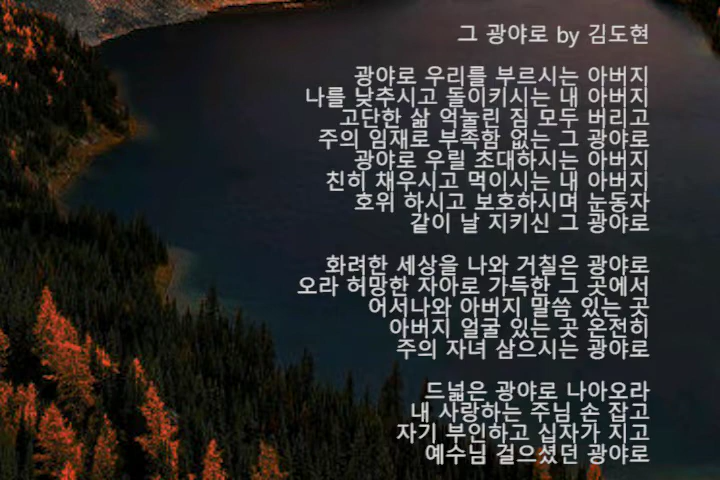 그 광야로 by 김도현
광야로 우리를 부르시는 아버지
나를 낮추시고 돌이키시는 내 아버지
고단한 삶 억눌린 짐 모두 버리고
주의 임재로 부족함 없는 그 광야로
광야로 우릴 초대하시는 아버지
친히 채우시고 먹이시는 내 아버지
호위 하시고 보호하시며 눈동자
같이 날 지키신 그 광야로
화려한 세상을 나와 거칠은 광야로
오라 허망한 자아로 가득한 그 곳에서
어서나와 아버지 말씀 있는 곳
아버지 얼굴 있는 곳 온전히
주의 자녀 삼으시는 광야로
드넓은 광야로 나아오라
내 사랑하는 주님 손 잡고
자기 부인하고 십자가 지고
예수님 걸으셨던 광야로